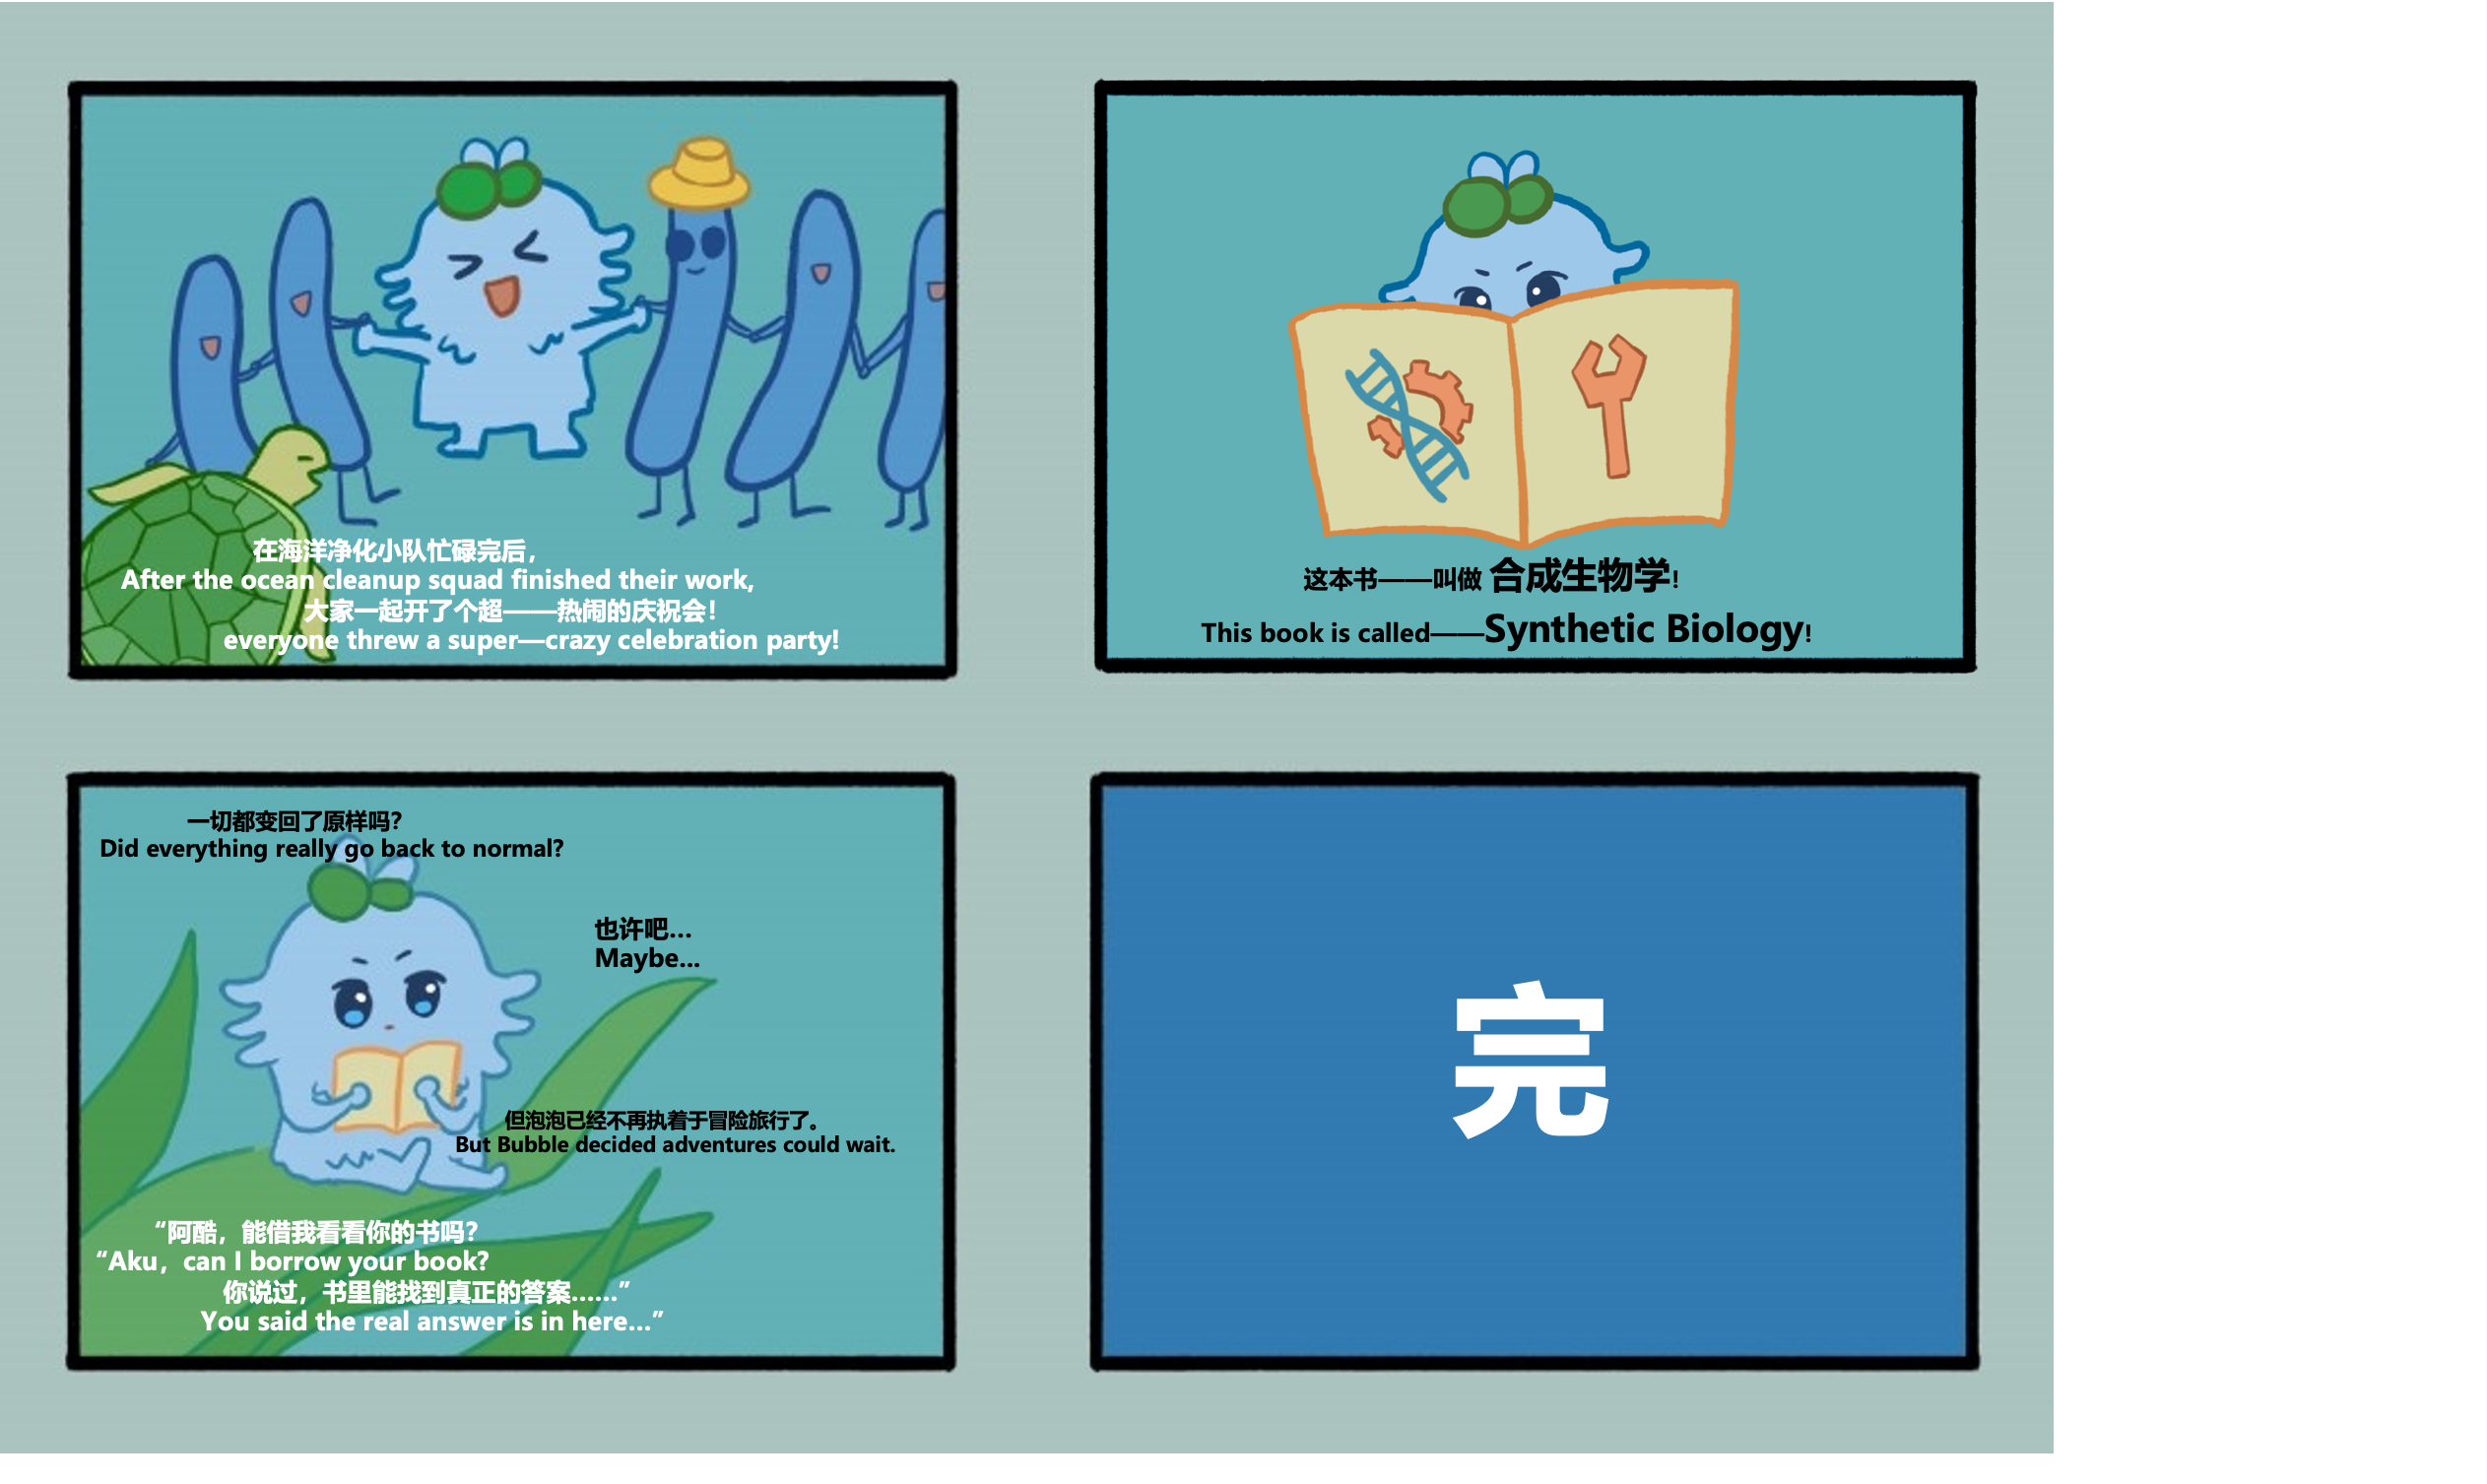 在海洋净化小队忙碌完后，
After the ocean cleanup squad finished their work,
大家一起开了个超——热闹的庆祝会！
everyone threw a super—crazy celebration party!
这本书——叫做 合成生物学！
This book is called——Synthetic Biology!
一切都变回了原样吗？
Did everything really go back to normal?
也许吧...
Maybe...
但泡泡已经不再执着于冒险旅行了。
But Bubble decided adventures could wait.
“阿酷，能借我看看你的书吗？
“Aku，can I borrow your book?
你说过，书里能找到真正的答案......”
You said the real answer is in here...”
完